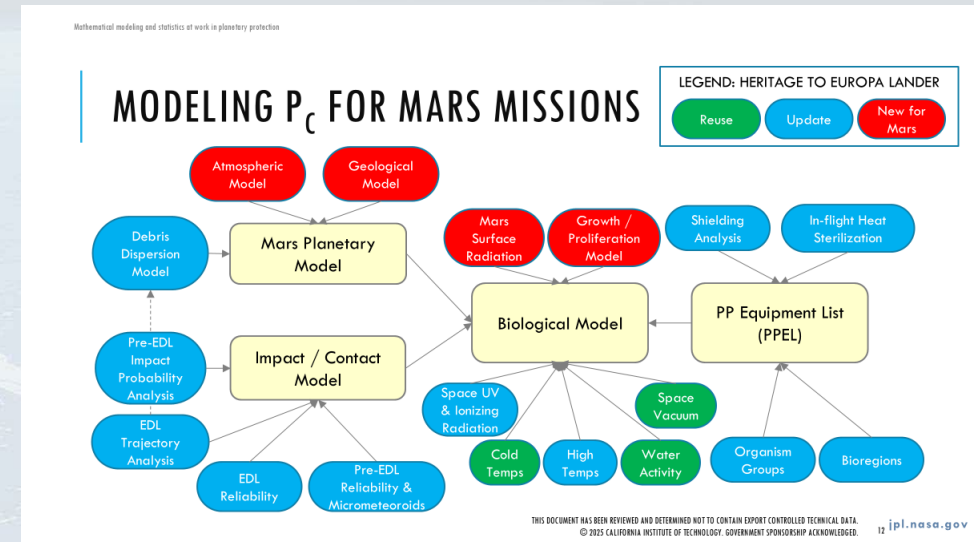 Mathematical modeling and statistics at work in planetary protection
MODELING P_C FOR MARS MISSIONS
LEGEND: HERITAGE TO EUROPA LANDER
Reuse
Update
New for
Mars
Atmospheric
Model
Geological
Model
Debris
Dispersion
Model
Mars Planetary
Model
Mars
Surface
Radiation
Growth /
Proliferation
Model
Shielding
Analysis
In-flight Heat
Sterilization
Biological Model
PP Equipment List
(PPEL)
Pre-EDL
Impact
Probability
Analysis
Impact / Contact
Model
EDL
Trajectory
Analysis
EDL
Reliability
Pre-EDL
Reliability &
Micrometeoroids
Space UV
& Ionizing
Radiation
Cold
Temps
High
Temps
Water
Activity
Space
Vacuum
Organism
Groups
Bioregions
THIS DOCUMENT HAS BEEN REVIEWED AND DETERMINED NOT TO CONTAIN EXPORT CONTROLLED TECHNICAL DATA.
© 2025 CALIFORNIA INSTITUTE OF TECHNOLOGY. GOVERNMENT SPONSORSHIP ACKNOWLEDGED.
12
jpl.nasa.gov